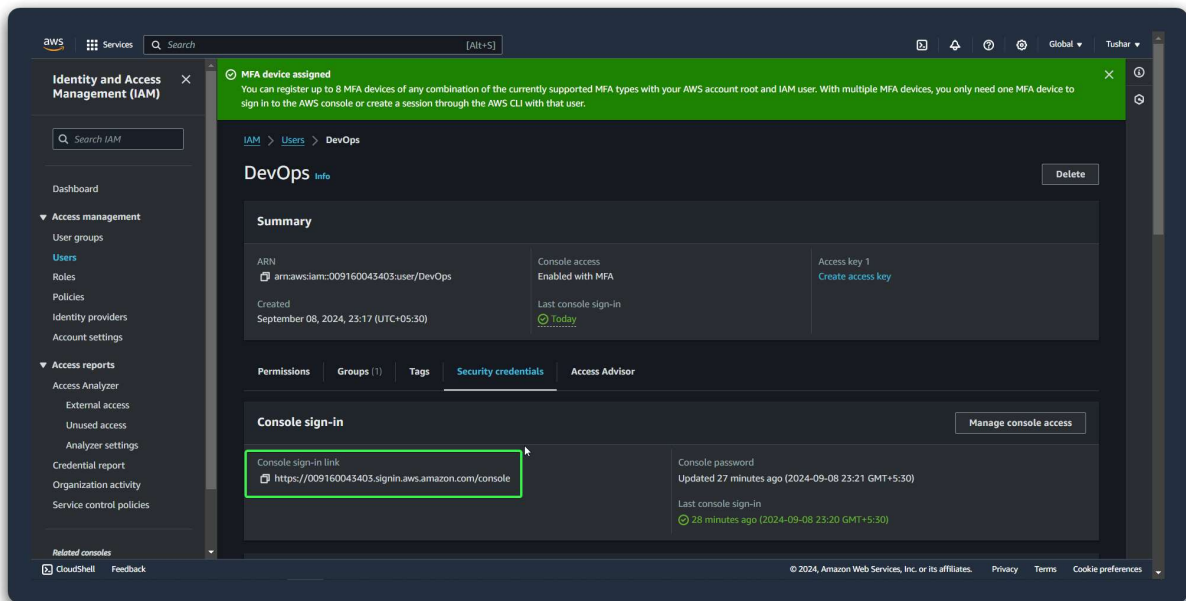 aws
Services
Search
[Alt+S]
Global
Tushar
Identity and Access
Management (IAM)
Search IAM
Dashboard
Access management
User groups
Users
Roles
Policies
Identity providers
Account settings
Access reports
Access Analyzer
External access
Unused access
Analyzer settings
Credential report
Organization activity
Service control policies
Related consoles
MFA device assigned
You can register up to 8 MFA devices of any combination of the currently supported MFA types with your AWS account root and IAM user. With multiple MFA devices, you only need one MFA device to
sign in to the AWS console or create a session through the AWS CLI with that user.
IAM > Users > DevOps
DevOps Info
Delete
Summary
ARN
arn:aws:iam::009160043403:user/DevOps
Created
September 08, 2024, 23:17 (UTC+05:30)
Console access
Enabled with MFA
Last console sign-in
Today
Access key 1
Create access key
Permissions
Groups (1)
Tags
Security credentials
Access Advisor
Console sign-in
Manage console access
Console sign-in link
https://009160043403.signin.aws.amazon.com/console
Console password
Updated 27 minutes ago (2024-09-08 23:21 GMT+5:30)
Last console sign-in
28 minutes ago (2024-09-08 23:20 GMT+5:30)
CloudShell
Feedback
© 2024, Amazon Web Services, Inc. or its affiliates.
Privacy
Terms
Cookie preferences